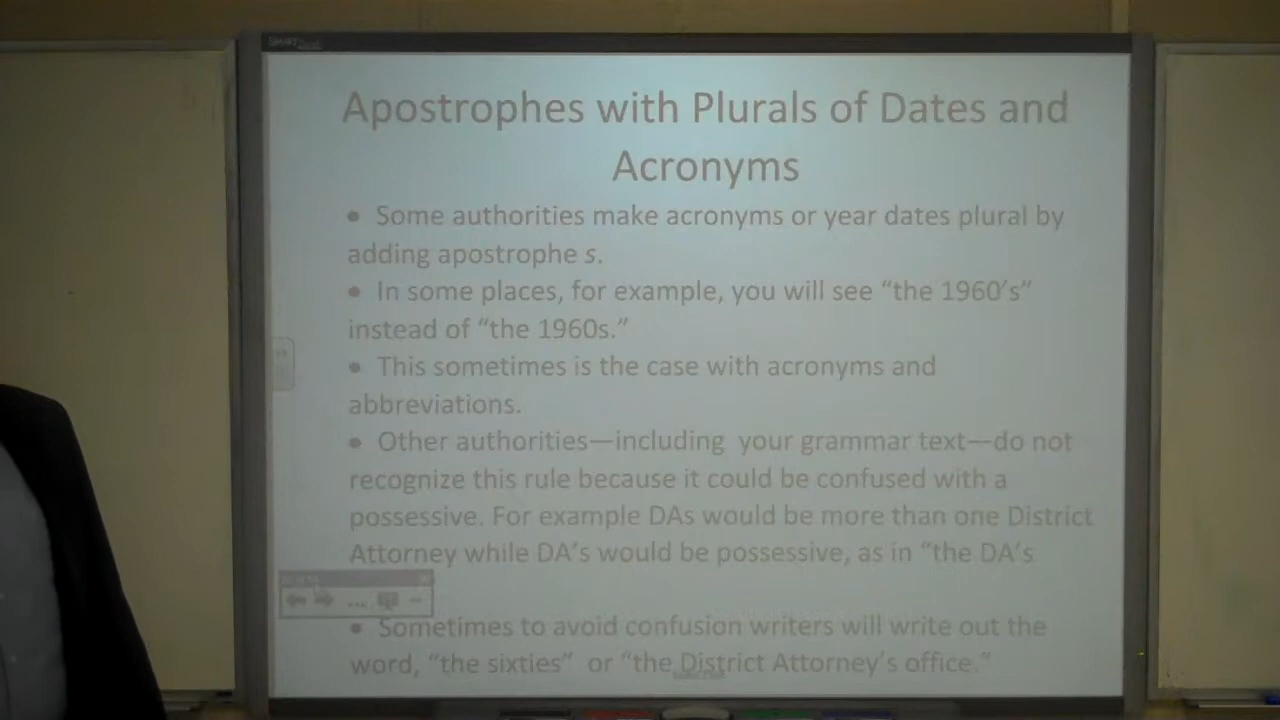 SMART
Apostrophes with Plurals of Dates and
Acronyms
• Some authorities make acronyms or year dates plural by
adding apostrophe s.
• In some places, for example, you will see “the 1960’s”
instead of “the 1960s.”
• This sometimes is the case with acronyms and
abbreviations.
• Other authorities—including your grammar text—do not
recognize this rule because it could be confused with a
possessive. For example DAs would be more than one District
Attorney while DA’s would be possessive, as in “the DA’s
• Sometimes to avoid confusion writers will write out the
word, “the sixties” or “the District Attorney’s office.”